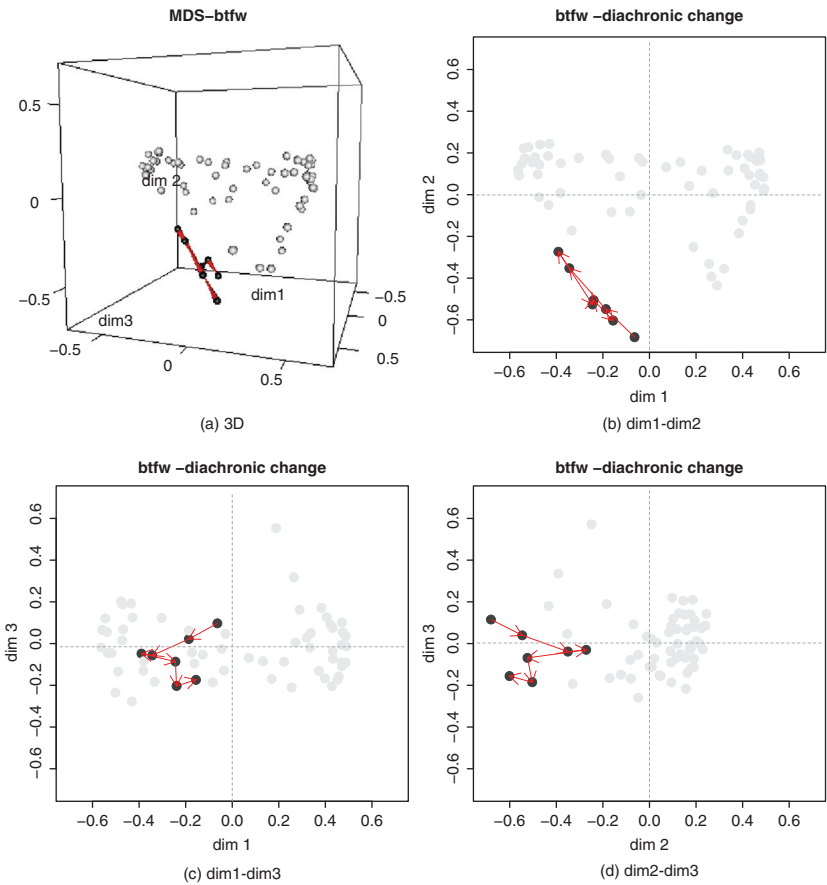 MDS−btfw
0.5
0
−0.5
dim 2
dim1
dim3
−0.5
0
0.5
−0.5
0
0.5
(a) 3D
btfw −diachronic change
dim 2
0.6
0.4
0.2
0.0
−0.2
−0.4
−0.6
−0.6 −0.4 −0.2 0.0 0.2 0.4 0.6
dim 1
(b) dim1-dim2
btfw −diachronic change
dim 3
0.6
0.4
0.2
0.0
−0.2
−0.4
−0.6
−0.6 −0.4 −0.2 0.0 0.2 0.4 0.6
dim 1
(c) dim1-dim3
btfw −diachronic change
dim 3
0.6
0.4
0.2
0.0
−0.2
−0.4
−0.6
−0.6 −0.4 −0.2 0.0 0.2 0.4 0.6
dim 2
(d) dim2-dim3